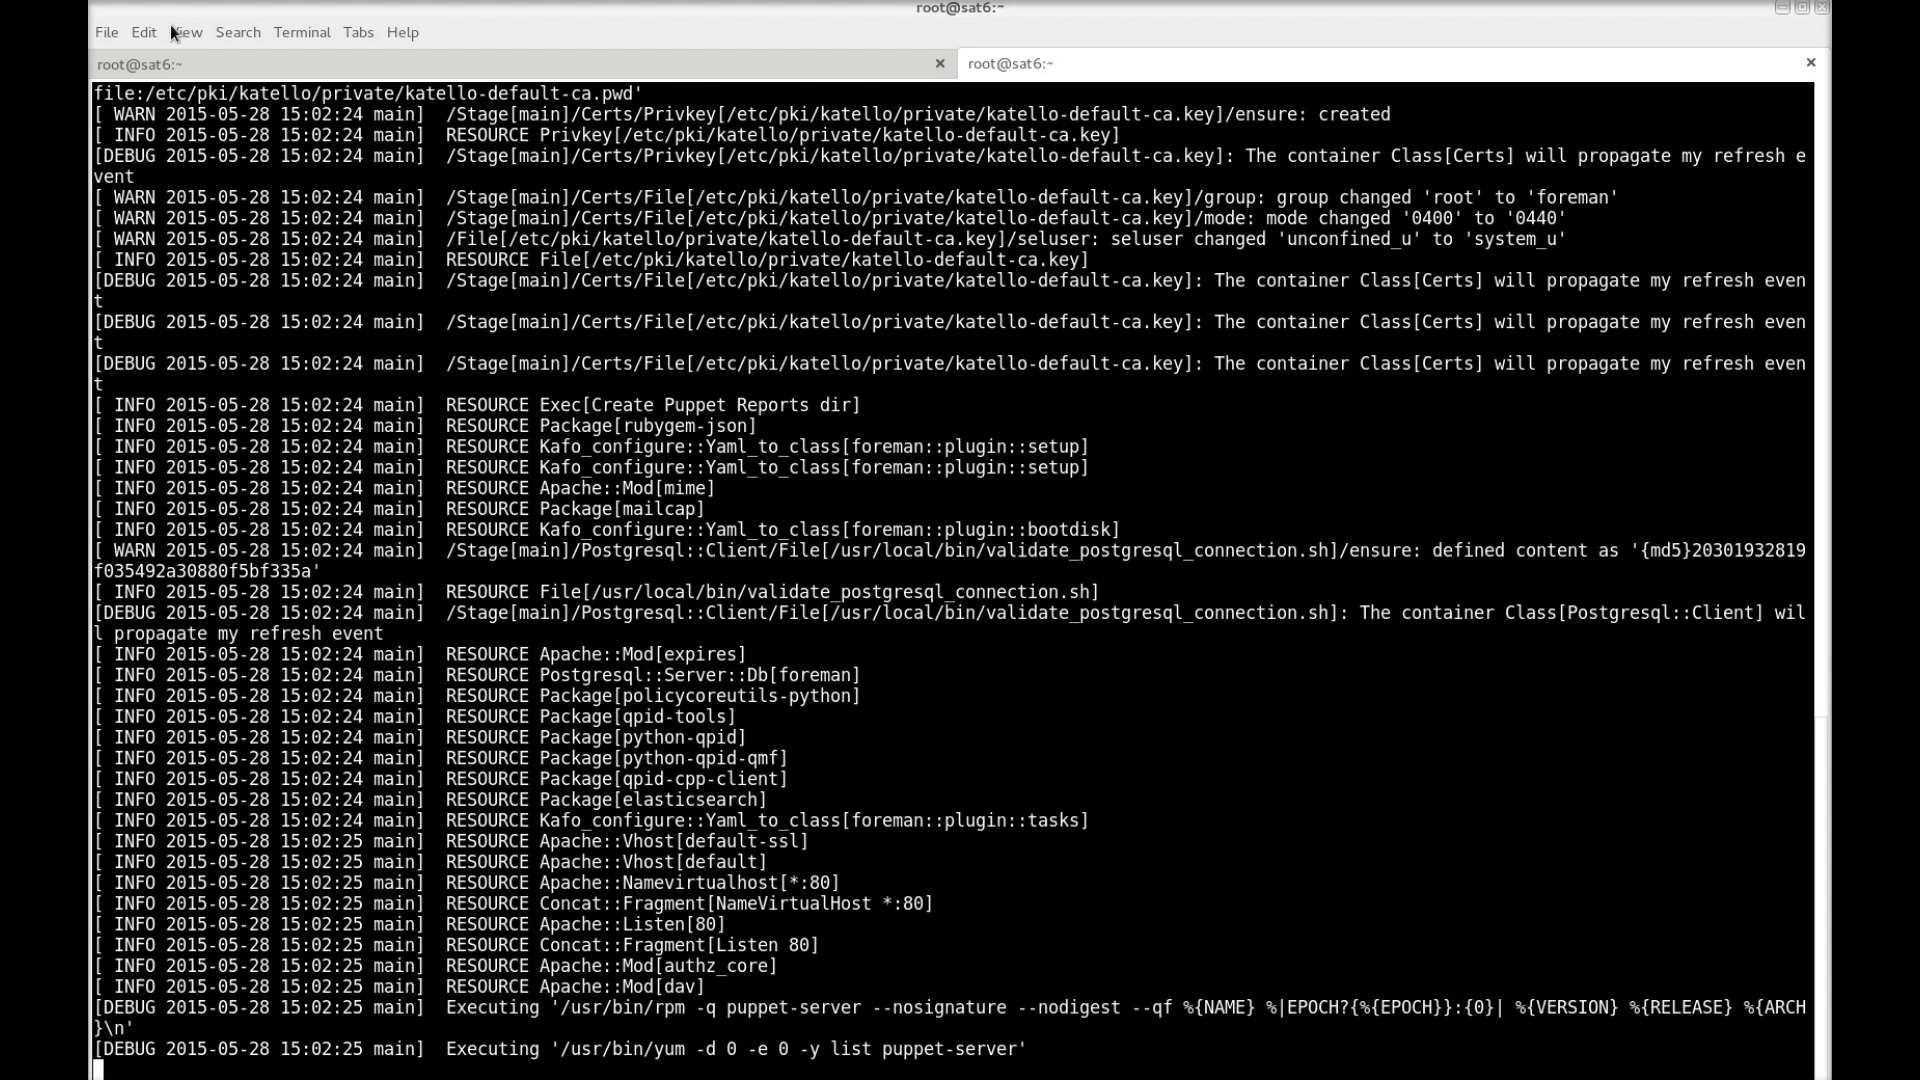 root@sat6:~
File Edit View Search Terminal Tabs Help
root@sat6:~ × root@sat6:~ ×
file:/etc/pki/katello/private/katello-default-ca.pwd'
[ WARN 2015-05-28 15:02:24 main]  /Stage[main]/Certs/Privkey[/etc/pki/katello/private/katello-default-ca.key]/ensure: created
[ INFO 2015-05-28 15:02:24 main]  RESOURCE Privkey[/etc/pki/katello/private/katello-default-ca.key]
[DEBUG 2015-05-28 15:02:24 main]  /Stage[main]/Certs/Privkey[/etc/pki/katello/private/katello-default-ca.key]: The container Class[Certs] will propagate my refresh e
vent
[ WARN 2015-05-28 15:02:24 main]  /Stage[main]/Certs/File[/etc/pki/katello/private/katello-default-ca.key]/group: group changed 'root' to 'foreman'
[ WARN 2015-05-28 15:02:24 main]  /Stage[main]/Certs/File[/etc/pki/katello/private/katello-default-ca.key]/mode: mode changed '0400' to '0440'
[ WARN 2015-05-28 15:02:24 main]  /File[/etc/pki/katello/private/katello-default-ca.key]/seluser: seluser changed 'unconfined_u' to 'system_u'
[ INFO 2015-05-28 15:02:24 main]  RESOURCE File[/etc/pki/katello/private/katello-default-ca.key]
[DEBUG 2015-05-28 15:02:24 main]  /Stage[main]/Certs/File[/etc/pki/katello/private/katello-default-ca.key]: The container Class[Certs] will propagate my refresh even
t
[DEBUG 2015-05-28 15:02:24 main]  /Stage[main]/Certs/File[/etc/pki/katello/private/katello-default-ca.key]: The container Class[Certs] will propagate my refresh even
t
[DEBUG 2015-05-28 15:02:24 main]  /Stage[main]/Certs/File[/etc/pki/katello/private/katello-default-ca.key]: The container Class[Certs] will propagate my refresh even
t
[ INFO 2015-05-28 15:02:24 main]  RESOURCE Exec[Create Puppet Reports dir]
[ INFO 2015-05-28 15:02:24 main]  RESOURCE Package[rubygem-json]
[ INFO 2015-05-28 15:02:24 main]  RESOURCE Kafo_configure::Yaml_to_class[foreman::plugin::setup]
[ INFO 2015-05-28 15:02:24 main]  RESOURCE Kafo_configure::Yaml_to_class[foreman::plugin::setup]
[ INFO 2015-05-28 15:02:24 main]  RESOURCE Apache::Mod[mime]
[ INFO 2015-05-28 15:02:24 main]  RESOURCE Package[mailcap]
[ INFO 2015-05-28 15:02:24 main]  RESOURCE Kafo_configure::Yaml_to_class[foreman::plugin::bootdisk]
[ WARN 2015-05-28 15:02:24 main]  /Stage[main]/Postgresql::Client/File[/usr/local/bin/validate_postgresql_connection.sh]/ensure: defined content as '{md5}20301932819
f035492a30880f5bf335a'
[ INFO 2015-05-28 15:02:24 main]  RESOURCE File[/usr/local/bin/validate_postgresql_connection.sh]
[DEBUG 2015-05-28 15:02:24 main]  /Stage[main]/Postgresql::Client/File[/usr/local/bin/validate_postgresql_connection.sh]: The container Class[Postgresql::Client] wil
l propagate my refresh event
[ INFO 2015-05-28 15:02:24 main]  RESOURCE Apache::Mod[expires]
[ INFO 2015-05-28 15:02:24 main]  RESOURCE Postgresql::Server::Db[foreman]
[ INFO 2015-05-28 15:02:24 main]  RESOURCE Package[policycoreutils-python]
[ INFO 2015-05-28 15:02:24 main]  RESOURCE Package[qpid-tools]
[ INFO 2015-05-28 15:02:24 main]  RESOURCE Package[python-qpid]
[ INFO 2015-05-28 15:02:24 main]  RESOURCE Package[python-qpid-qmf]
[ INFO 2015-05-28 15:02:24 main]  RESOURCE Package[qpid-cpp-client]
[ INFO 2015-05-28 15:02:24 main]  RESOURCE Package[elasticsearch]
[ INFO 2015-05-28 15:02:24 main]  RESOURCE Kafo_configure::Yaml_to_class[foreman::plugin::tasks]
[ INFO 2015-05-28 15:02:25 main]  RESOURCE Apache::Vhost[default-ssl]
[ INFO 2015-05-28 15:02:25 main]  RESOURCE Apache::Vhost[default]
[ INFO 2015-05-28 15:02:25 main]  RESOURCE Apache::Namevirtualhost[*:80]
[ INFO 2015-05-28 15:02:25 main]  RESOURCE Concat::Fragment[NameVirtualHost *:80]
[ INFO 2015-05-28 15:02:25 main]  RESOURCE Apache::Listen[80]
[ INFO 2015-05-28 15:02:25 main]  RESOURCE Concat::Fragment[Listen 80]
[ INFO 2015-05-28 15:02:25 main]  RESOURCE Apache::Mod[authz_core]
[ INFO 2015-05-28 15:02:25 main]  RESOURCE Apache::Mod[dav]
[DEBUG 2015-05-28 15:02:25 main]  Executing '/usr/bin/rpm -q puppet-server --nosignature --nodigest --qf %{NAME} %|EPOCH?{%{EPOCH}}:{0}| %{VERSION} %{RELEASE} %{ARCH
}\n'
[DEBUG 2015-05-28 15:02:25 main]  Executing '/usr/bin/yum -d 0 -e 0 -y list puppet-server'